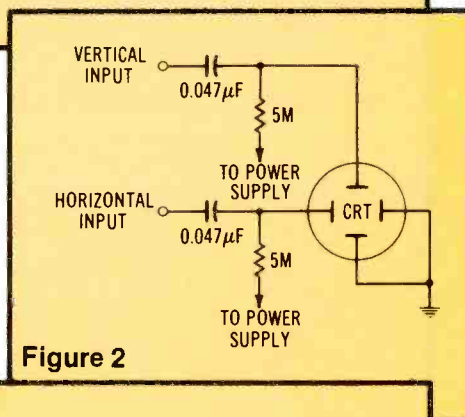 VERTICAL
INPUT
0.047µF
5M
TO POWER
SUPPLY
HORIZONTAL
INPUT
0.047µF
CRT
5M
TO POWER
SUPPLY
Figure 2